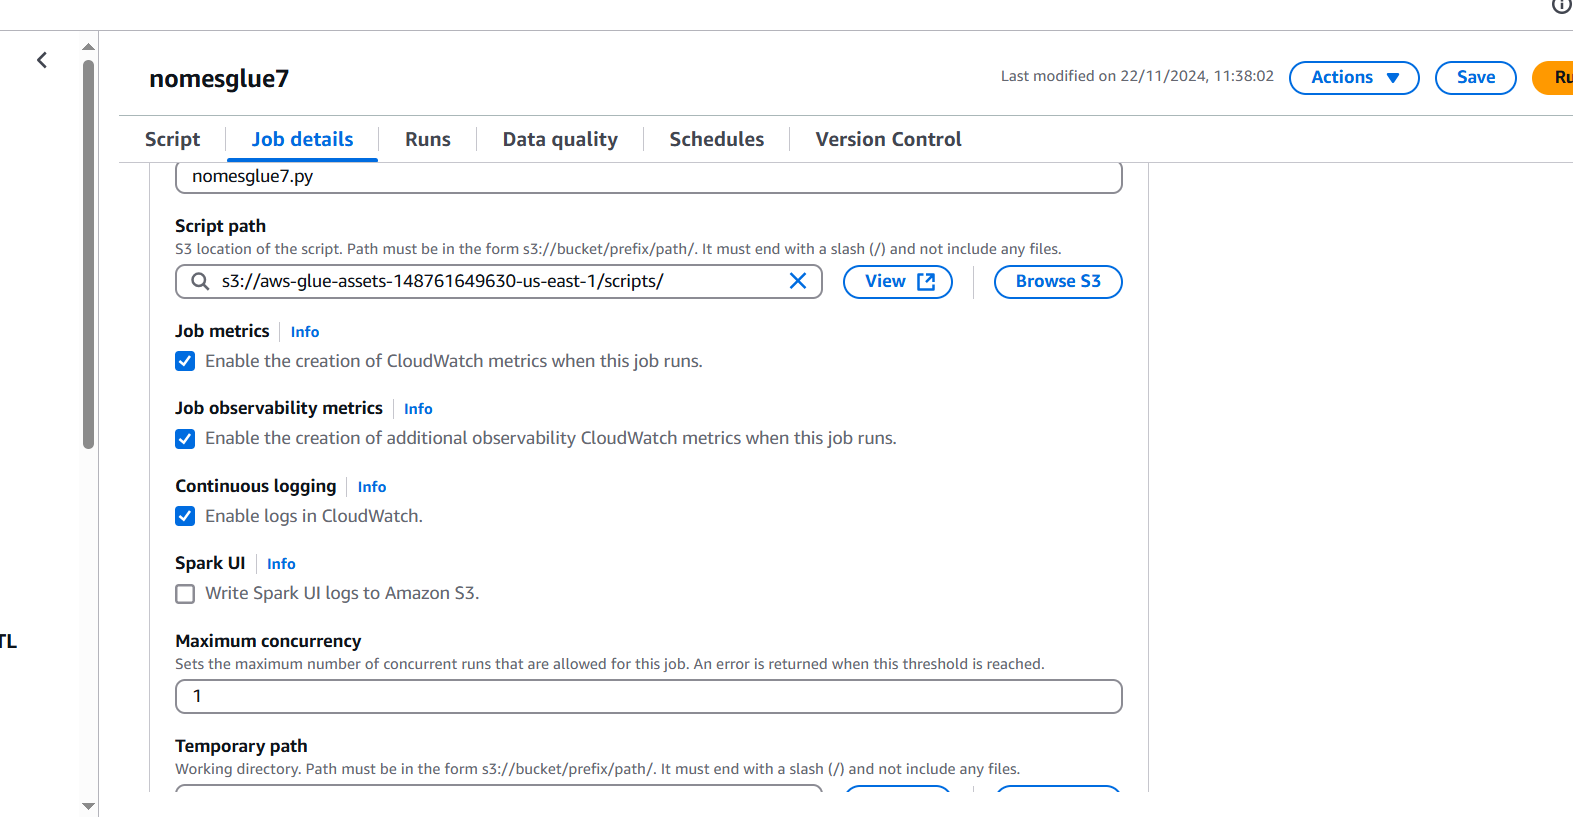 nomesglue7
Last modified on 22/11/2024, 11:38:02
Actions
Save
Script
Job details
Runs
Data quality
Schedules
Version Control
nomesglue7.py
Script path
S3 location of the script. Path must be in the form s3://bucket/prefix/path/. It must end with a slash (/) and not include any files.
s3://aws-glue-assets-148761649630-us-east-1/scripts/
View
Browse S3
Job metrics Info
Enable the creation of CloudWatch metrics when this job runs.
Job observability metrics Info
Enable the creation of additional observability CloudWatch metrics when this job runs.
Continuous logging Info
Enable logs in CloudWatch.
Spark UI Info
Write Spark UI logs to Amazon S3.
TL
Maximum concurrency
Sets the maximum number of concurrent runs that are allowed for this job. An error is returned when this threshold is reached.
1
Temporary path
Working directory. Path must be in the form s3://bucket/prefix/path/. It must end with a slash (/) and not include any files.